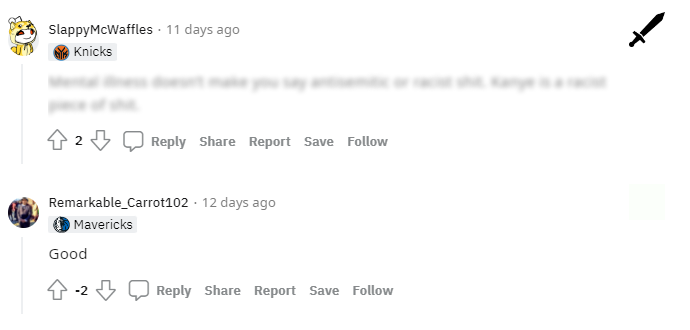 SlappyMcWaffles · 11 days ago
Knicks
Mental illness doesn't make you say antisemitic or racist shit. Kanye is a racist
piece of shit.
2 Reply Share Report Save Follow
Remarkable_Carrot102 · 12 days ago
Mavericks
Good
-2 Reply Share Report Save Follow